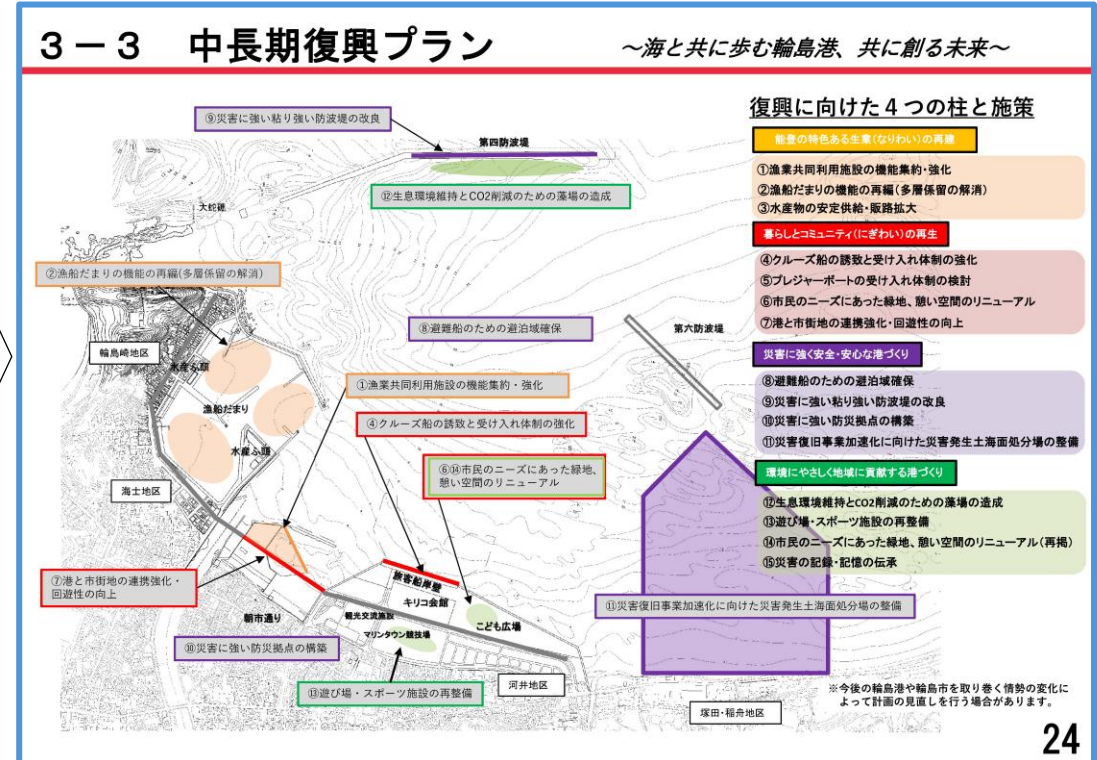 3-3 中長期復興プラン
~海と共に歩む輪島港、共に創る未来~
⑨災害に強い粘り強い防波堤の改良
第四防波堤
⑫生息環境維持とCO2削減のための藻場の造成
大蛇礁
②漁船だまりの機能の再編(多層係留の解消)
⑧避難船のための避泊域確保
第六防波堤
輪島崎地区
水産ふ頭
①漁業共同利用施設の機能集約・強化
漁船だまり
④クルーズ船の誘致と受け入れ体制の強化
水産ふ頭
⑥⑭市民のニーズにあった緑地、
憩い空間のリニューアル
海士地区
⑦港と市街地の連携強化・
回遊性の向上
旅客船岸壁
キリコ会館
朝市通り
観光交流施設
こども広場
マリンタウン競技場
⑩災害に強い防災拠点の構築
⑪災害復旧事業加速化に向けた災害発生土海面処分場の整備
⑬遊び場・スポーツ施設の再整備
河井地区
塚田・稲舟地区
復興に向けた4つの柱と施策
能登の特色ある生業(なりわい)の再建
①漁業共同利用施設の機能集約・強化
②漁船だまりの機能の再編(多層係留の解消)
③水産物の安定供給・販路拡大
暮らしとコミュニティ(にぎわい)の再生
④クルーズ船の誘致と受け入れ体制の強化
⑤プレジャーボートの受け入れ体制の検討
⑥市民のニーズにあった緑地、憩い空間のリニューアル
⑦港と市街地の連携強化・回遊性の向上
災害に強く安全・安心な港づくり
⑧避難船のための避泊域確保
⑨災害に強い粘り強い防波堤の改良
⑩災害に強い防災拠点の構築
⑪災害復旧事業加速化に向けた災害発生土海面処分場の整備
環境にやさしく地域に貢献する港づくり
⑫生息環境維持とCO2削減のための藻場の造成
⑬遊び場・スポーツ施設の再整備
⑭市民のニーズにあった緑地、憩い空間のリニューアル(再掲)
⑮災害の記録・記憶の伝承
※今後の輪島港や輪島市を取り巻く情勢の変化に
よって計画の見直しを行う場合があります。
24